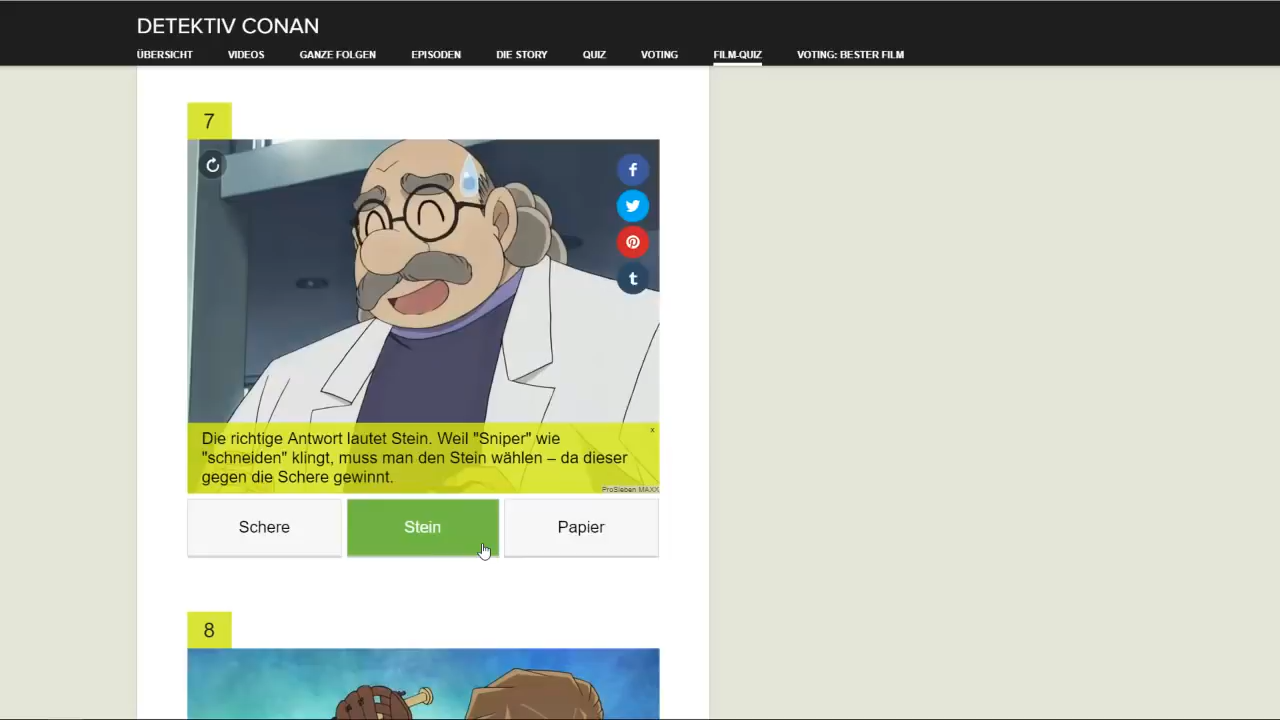 DETEKTIV CONAN
ÜBERSICHT VIDEOS GANZE FOLGEN EPISODEN DIE STORY QUIZ VOTING FILM-QUIZ VOTING: BESTER FILM
7
f
t
Die richtige Antwort lautet Stein. Weil "Sniper" wie
"schneiden" klingt, muss man den Stein wählen – da dieser
gegen die Schere gewinnt.
x
ProSieben MAXX
Schere Stein Papier
8